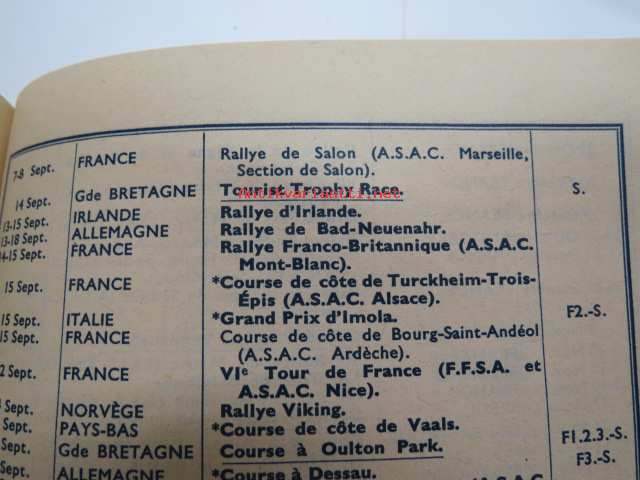 7-8 Sept. FRANCE Rallye de Salon (A.S.A.C. Marseille,
Section de Salon).
14 Sept. Gde BRETAGNE Tourist Trophy Race. S.
13-15 Sept. IRLANDE Rallye d'Irlande.
13-18 Sept. ALLEMAGNE Rallye de Bad-Neuenahr.
14-15 Sept. FRANCE Rallye Franco-Britannique (A.S.A.C.
Mont-Blanc).
15 Sept. FRANCE *Course de côte de Turckheim-Trois-
Épis (A.S.A.C. Alsace).
15 Sept. ITALIE *Grand Prix d'Imola. F2.-S.
15 Sept. FRANCE Course de côte de Bourg-Saint-Andéol
(A.S.A.C. Ardèche).
2 Sept. FRANCE VIe Tour de France (F.F.S.A. et
A.S.A.C. Nice).
Sept. NORVÈGE Rallye Viking.
Sept. PAYS-BAS *Course de côte de Vaals. F1.2.3.-S.
Sept. Gde BRETAGNE Course à Oulton Park. F3.-S.
Sept. ALLEMAGNE *Course à Dessau.
(A.S.A.C.